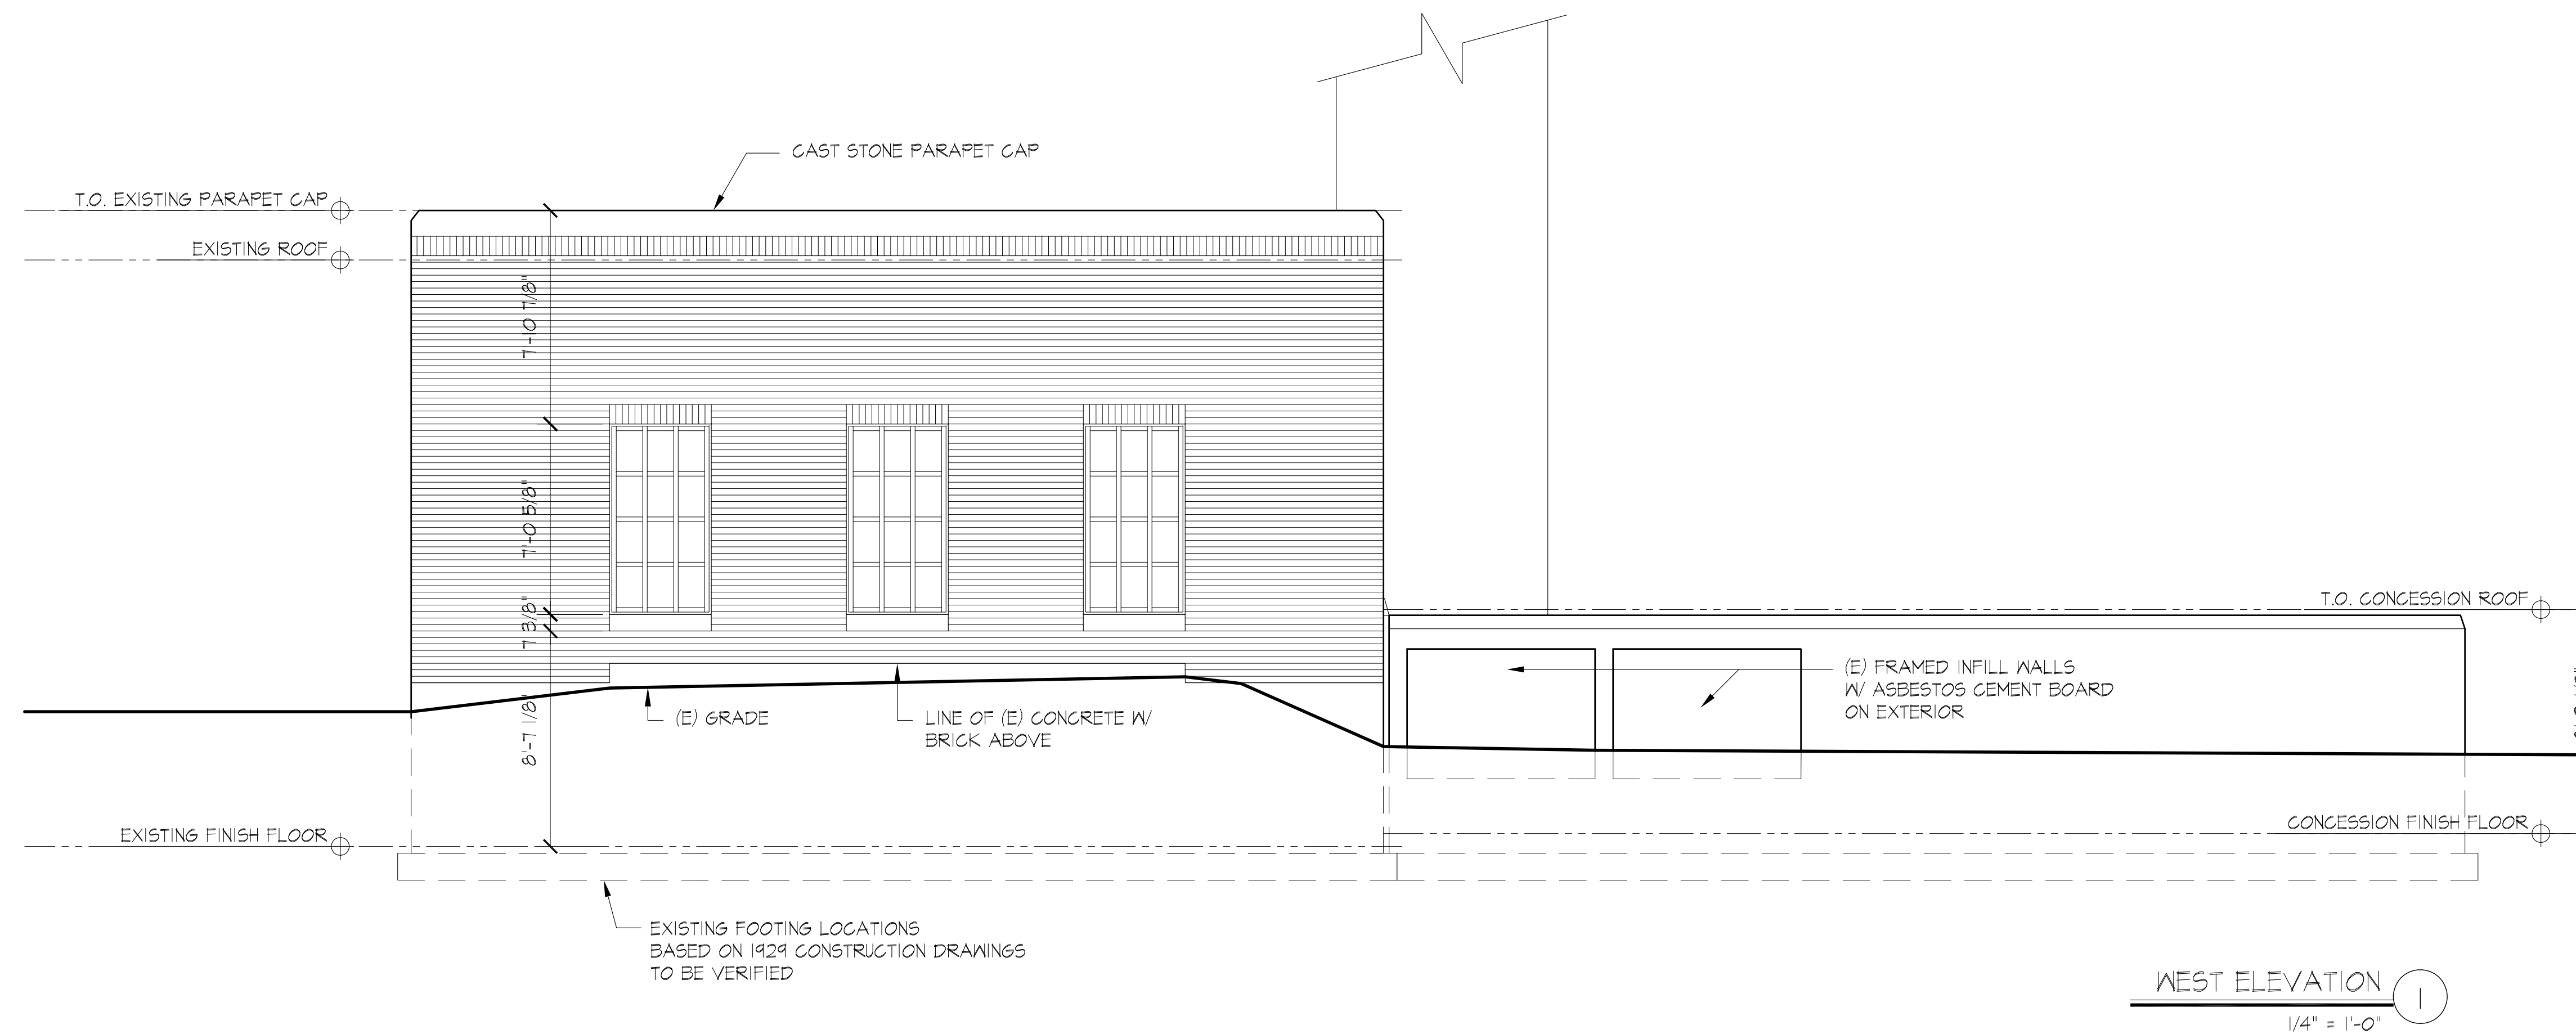 CAST STONE PARAPET CAP
T.O. EXISTING PARAPET CAP
EXISTING ROOF
7'-10 7/8"
7'-0 5/8"
7 3/8"
8'-7 1/8"
T.O. CONCESSION ROOF
(E) FRAMED INFILL WALLS
W/ ASBESTOS CEMENT BOARD
ON EXTERIOR
(E) GRADE
LINE OF (E) CONCRETE W/
BRICK ABOVE
EXISTING FINISH FLOOR
CONCESSION FINISH FLOOR
EXISTING FOOTING LOCATIONS
BASED ON 1929 CONSTRUCTION DRAWINGS
TO BE VERIFIED
WEST ELEVATION
1
1/4" = 1'-0"